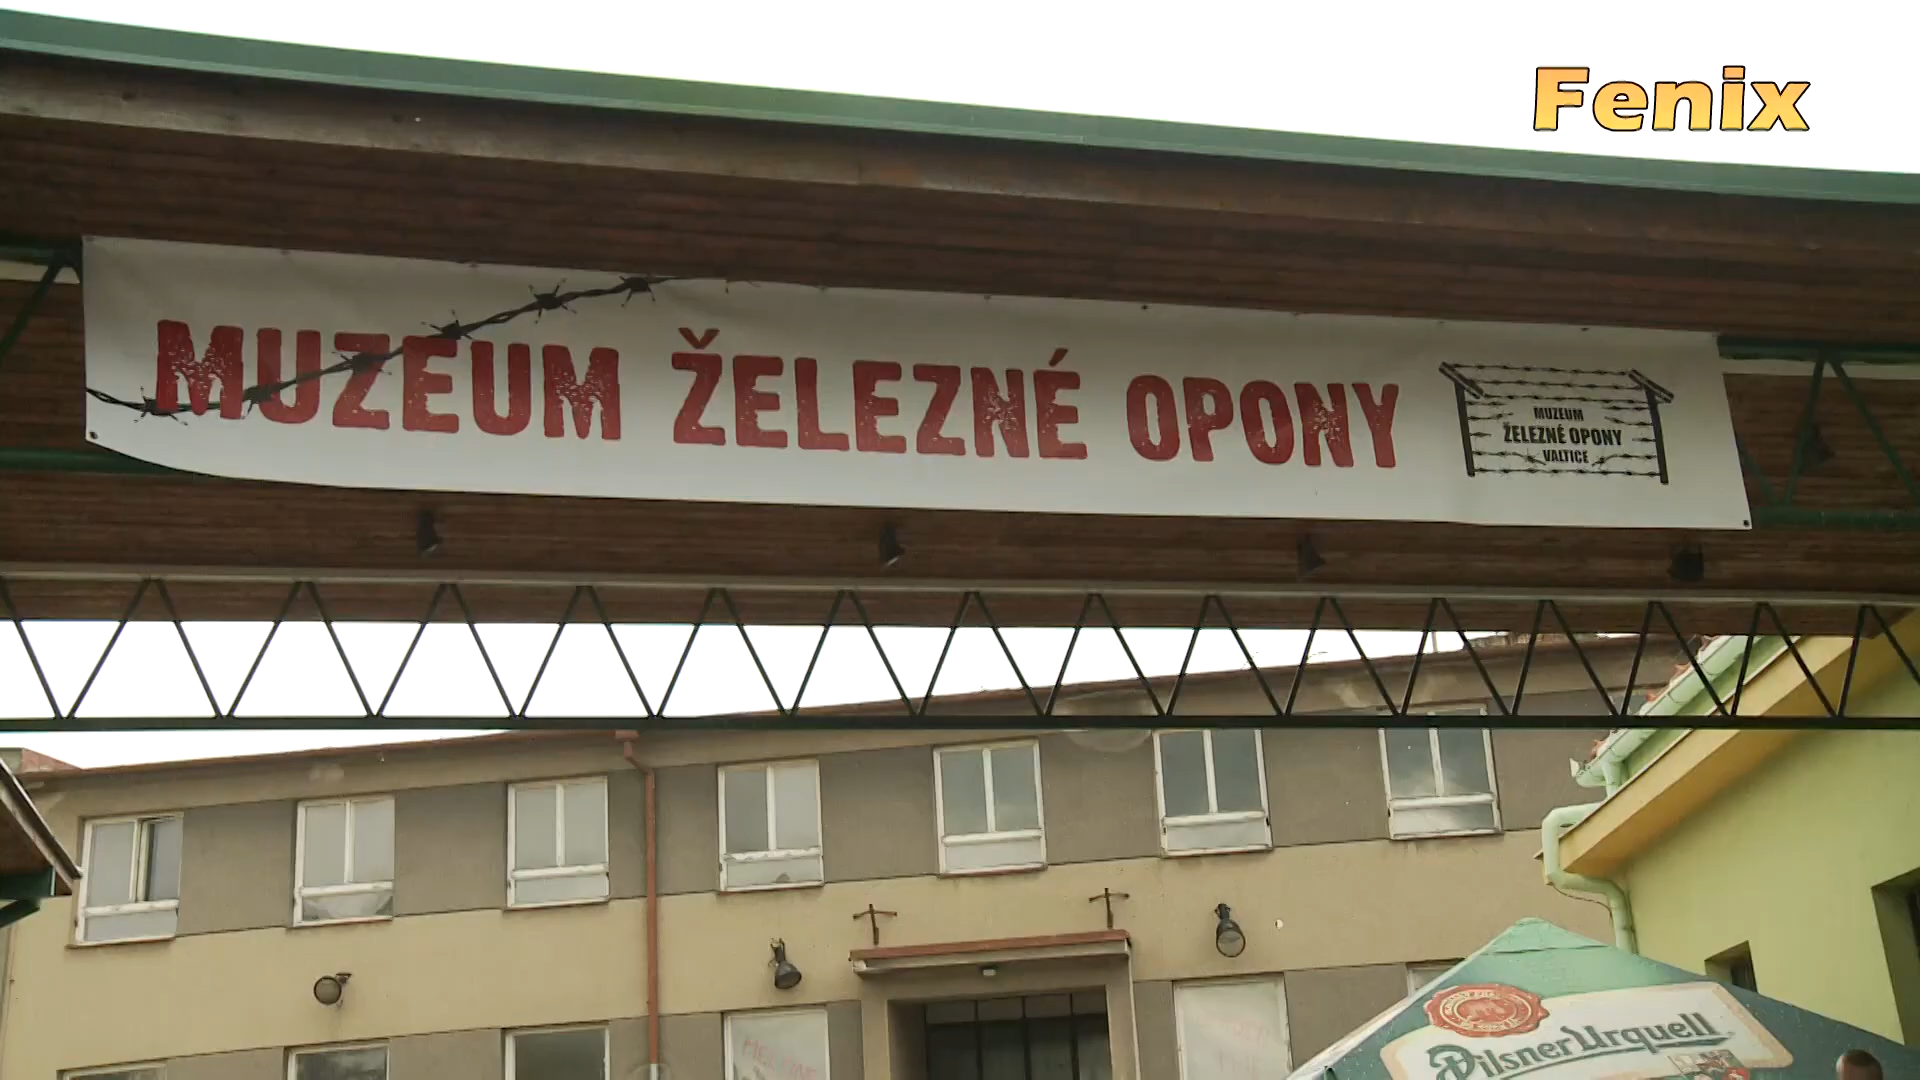 Fenix
MUZEUM ŽELEZNÉ OPONY
MUZEUM
ŽELEZNÉ OPONY
VALTICE
Pilsner Urquell